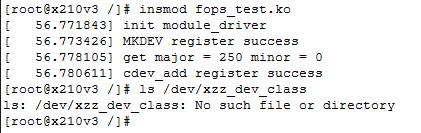 [root@x210v3 /]# insmod fops_test.ko
[   56.771843] init module_driver
[   56.773426] MKDEV register success
[   56.778105] get major = 250 minor = 0
[   56.780611] cdev_add register success
[root@x210v3 /]# ls /dev/xzz_dev_class
ls: /dev/xzz_dev_class: No such file or directory
[root@x210v3 /]#